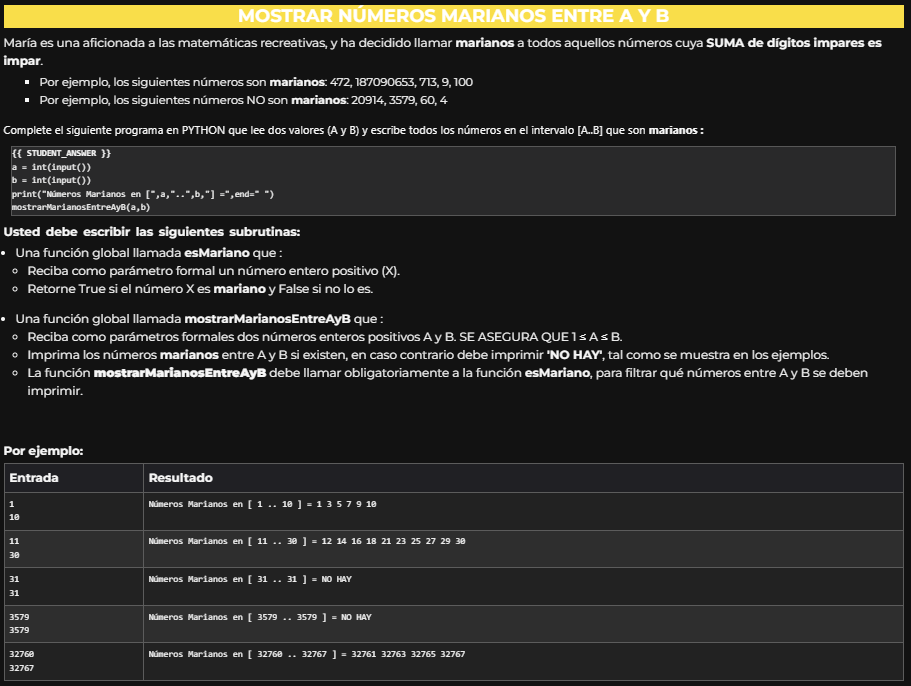 MOSTRAR NÚMEROS MARIANOS ENTRE A Y B
María es una aficionada a las matemáticas recreativas, y ha decidido llamar marianos a todos aquellos números cuya SUMA de dígitos impares es
impar.
Por ejemplo, los siguientes números son marianos: 472, 187090653, 713, 9, 100
Por ejemplo, los siguientes números NO son marianos: 20914, 3579, 60, 4
Complete el siguiente programa en PYTHON que lee dos valores (A y B) y escribe todos los números en el intervalo [A..B] que son marianos :
{{ STUDENT_ANSWER }}
a = int(input())
b = int(input())
print("Números Marianos en [",a,"..",b,"] =",end=" ")
mostrarMarianosEntreAyB(a,b)
Usted debe escribir las siguientes subrutinas:
Una función global llamada esMariano que :
Reciba como parámetro formal un número entero positivo (X).
Retorne True si el número X es mariano y False si no lo es.
Una función global llamada mostrarMarianosEntreAyB que :
Reciba como parámetros formales dos números enteros positivos A y B. SE ASEGURA QUE 1 ≤ A ≤ B.
Imprima los números marianos entre A y B si existen, en caso contrario debe imprimir 'NO HAY', tal como se muestra en los ejemplos.
La función mostrarMarianosEntreAyB debe llamar obligatoriamente a la función esMariano, para filtrar qué números entre A y B se deben
imprimir.
Por ejemplo:
Entrada Resultado
1 Números Marianos en [ 1 .. 10 ] = 1 3 5 7 9 10
10
11 Números Marianos en [ 11 .. 30 ] = 12 14 16 18 21 23 25 27 29 30
30
31 Números Marianos en [ 31 .. 31 ] = NO HAY
31
3579 Números Marianos en [ 3579 .. 3579 ] = NO HAY
3579
32760 Números Marianos en [ 32760 .. 32767 ] = 32761 32763 32765 32767
32767